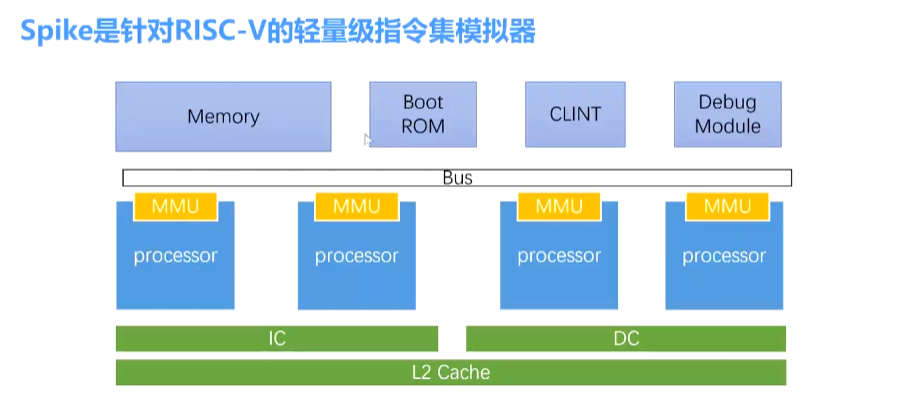 Spike是针对RISC-V的轻量级指令集模拟器
Memory
Boot
ROM
CLINT
Debug
Module
Bus
MMU
MMU
MMU
MMU
processor
processor
processor
processor
IC
DC
L2 Cache